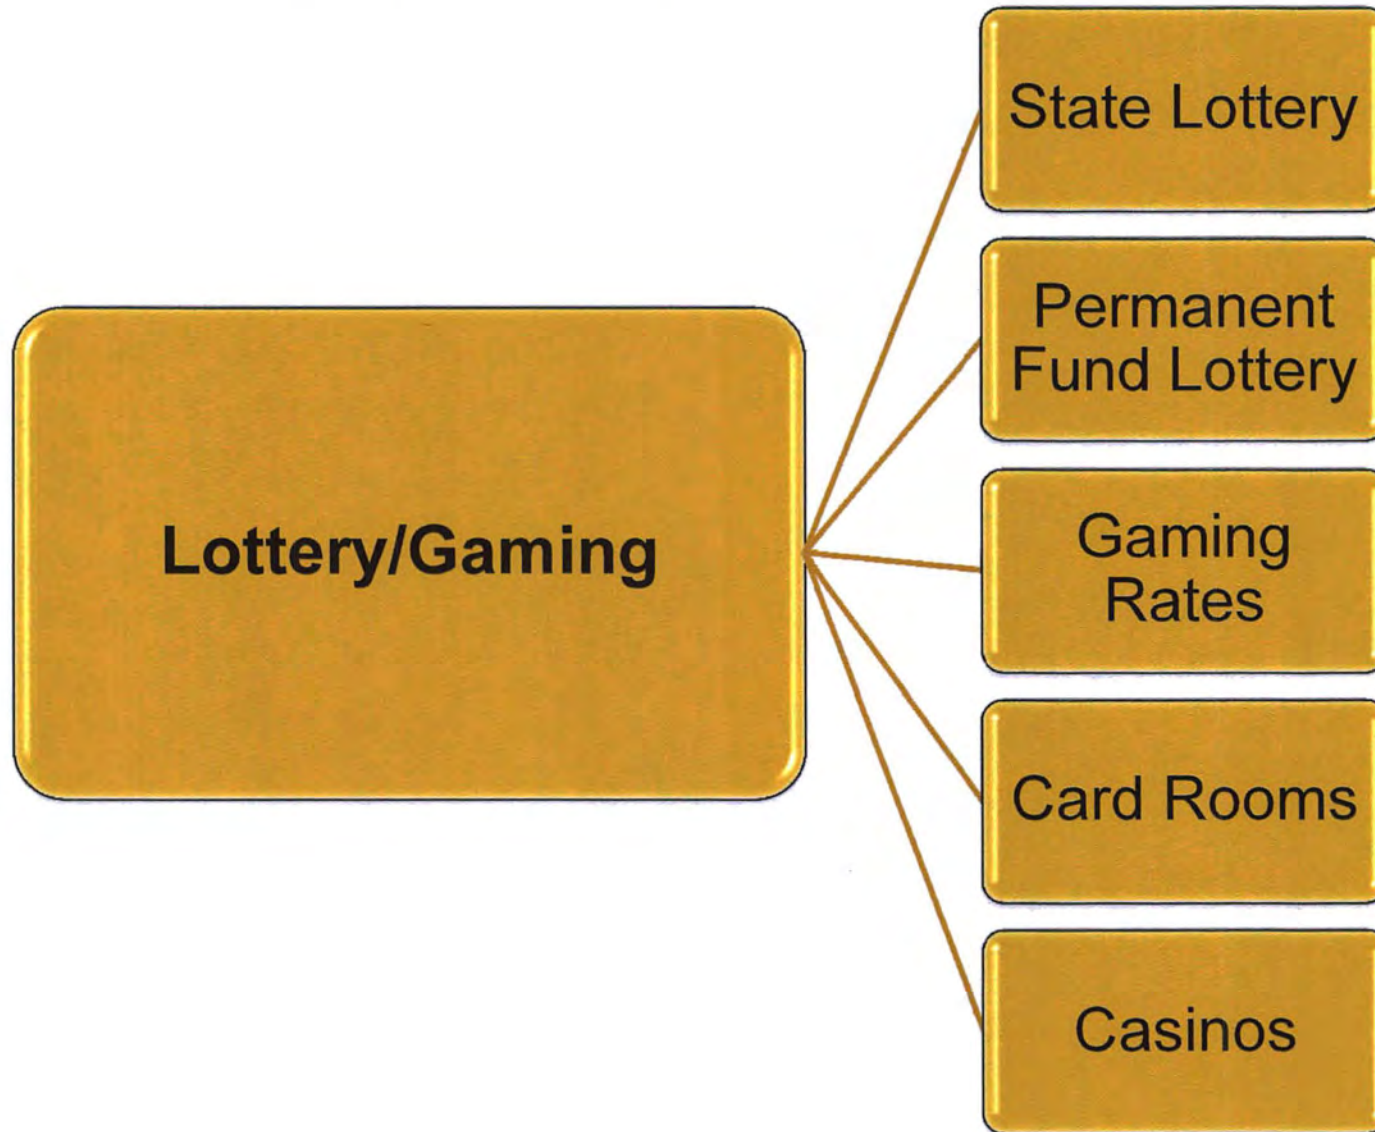 Lottery/Gaming
State Lottery
Permanent
Fund Lottery
Gaming
Rates
Card Rooms
Casinos